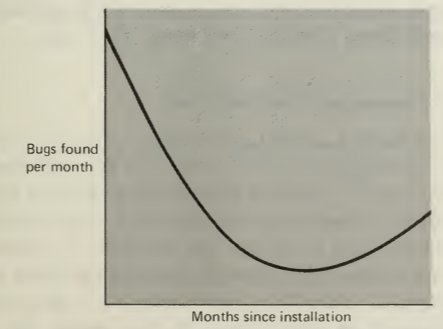 Bugs found
per month
Months since installation